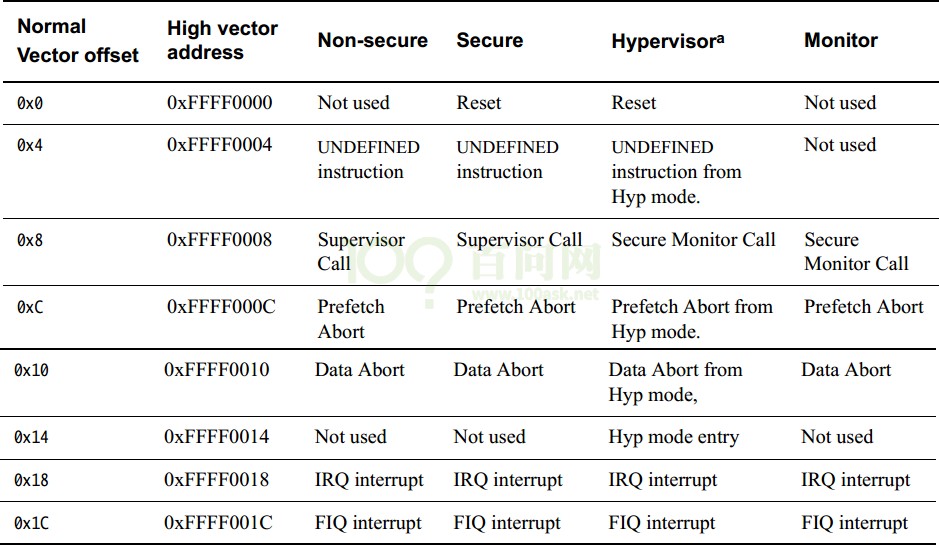 Normal Vector offset High vector address Non-secure Secure Hypervisorᵃ Monitor
0x0 0xFFFF0000 Not used Reset Reset Not used
0x4 0xFFFF0004 UNDEFINED instruction UNDEFINED instruction UNDEFINED instruction from Hyp mode. Not used
0x8 0xFFFF0008 Supervisor Call Supervisor Call Secure Monitor Call Secure Monitor Call
0xC 0xFFFF000C Prefetch Abort Prefetch Abort Prefetch Abort from Hyp mode. Prefetch Abort
0x10 0xFFFF0010 Data Abort Data Abort Data Abort from Hyp mode, Data Abort
0x14 0xFFFF0014 Not used Not used Hyp mode entry Not used
0x18 0xFFFF0018 IRQ interrupt IRQ interrupt IRQ interrupt IRQ interrupt
0x1C 0xFFFF001C FIQ interrupt FIQ interrupt FIQ interrupt FIQ interrupt
100? 百问网
www.100ask.net